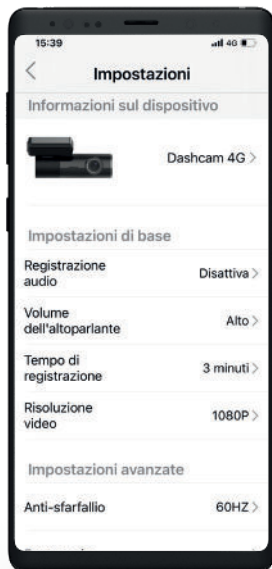 15:39
4G
Impostazioni
Informazioni sul dispositivo
Dashcam 4G
Impostazioni di base
Registrazione
audio
Disattiva
Volume
dell'altoparlante
Alto
Tempo di
registrazione
3 minuti
Risoluzione
video
1080P
Impostazioni avanzate
Anti-sfarfallio
60HZ